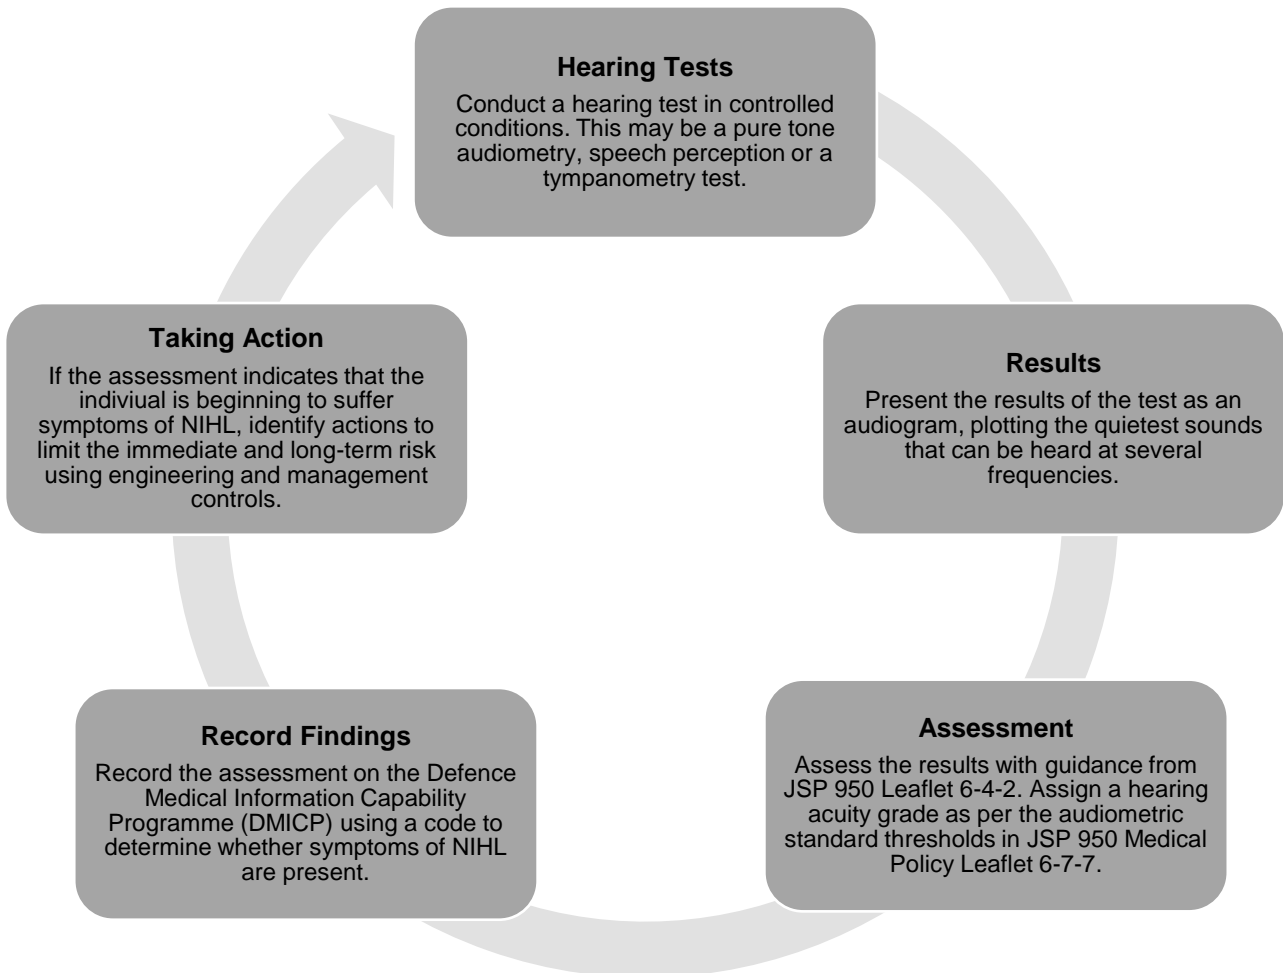 Hearing Tests
Conduct a hearing test in controlled
conditions. This may be a pure tone
audiometry, speech perception or a
tympanometry test.
Results
Present the results of the test as an
audiogram, plotting the quietest sounds
that can be heard at several
frequencies.
Assessment
Assess the results with guidance from
JSP 950 Leaflet 6-4-2. Assign a hearing
acuity grade as per the audiometric
standard thresholds in JSP 950 Medical
Policy Leaflet 6-7-7.
Record Findings
Record the assessment on the Defence
Medical Information Capability
Programme (DMICP) using a code to
determine whether symptoms of NIHL
are present.
Taking Action
If the assessment indicates that the
indiviual is beginning to suffer
symptoms of NIHL, identify actions to
limit the immediate and long-term risk
using engineering and management
controls.